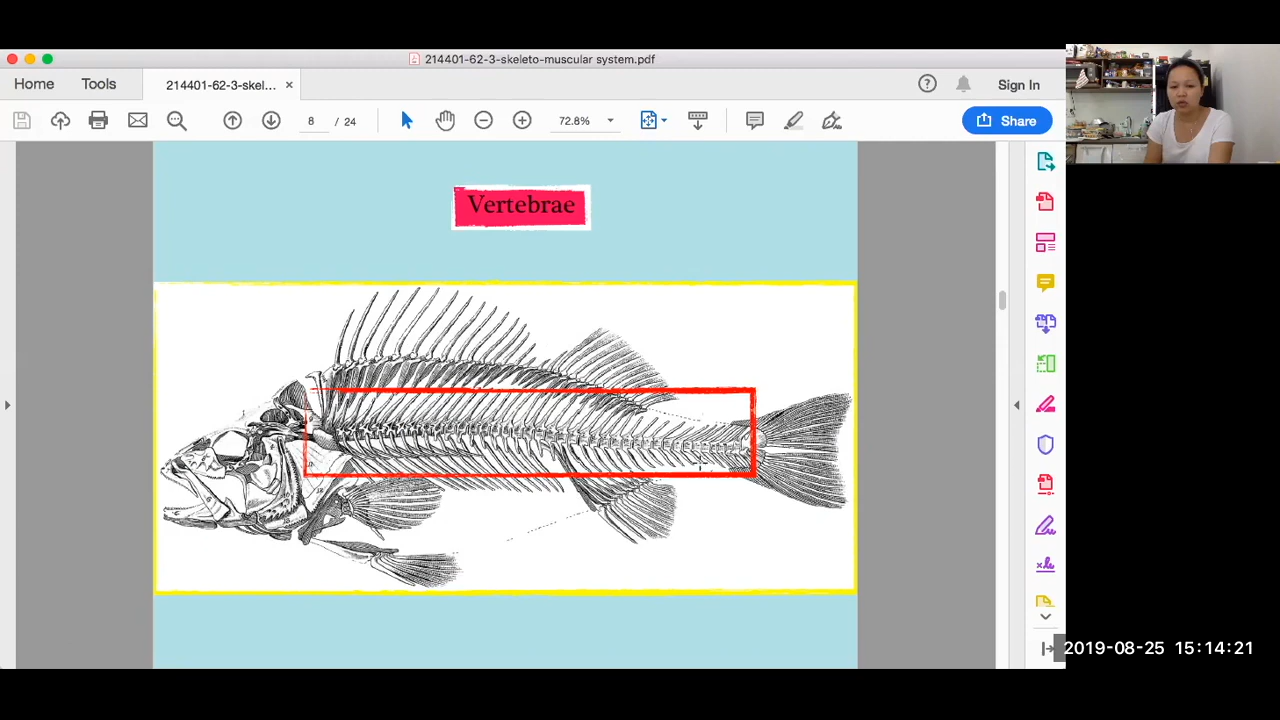 214401-62-3-skeleto-muscular system.pdf
Home
Tools
214401-62-3-skel...
Sign In
8 / 24
72.8%
Share
Vertebrae
2019-08-25 15:14:21